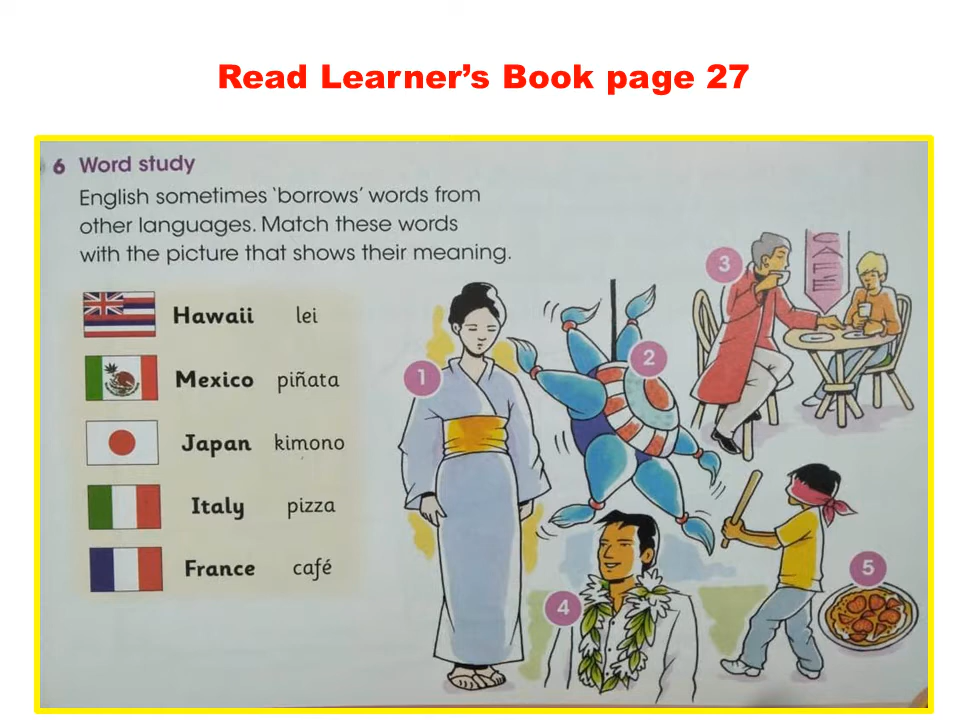 Read Learner's Book page 27
6 Word study
English sometimes 'borrows' words from
other languages. Match these words
with the picture that shows their meaning.
Hawaii lei
Mexico piñata
Japan kimono
Italy pizza
France café
1
2
3
CAFÉ
4
5